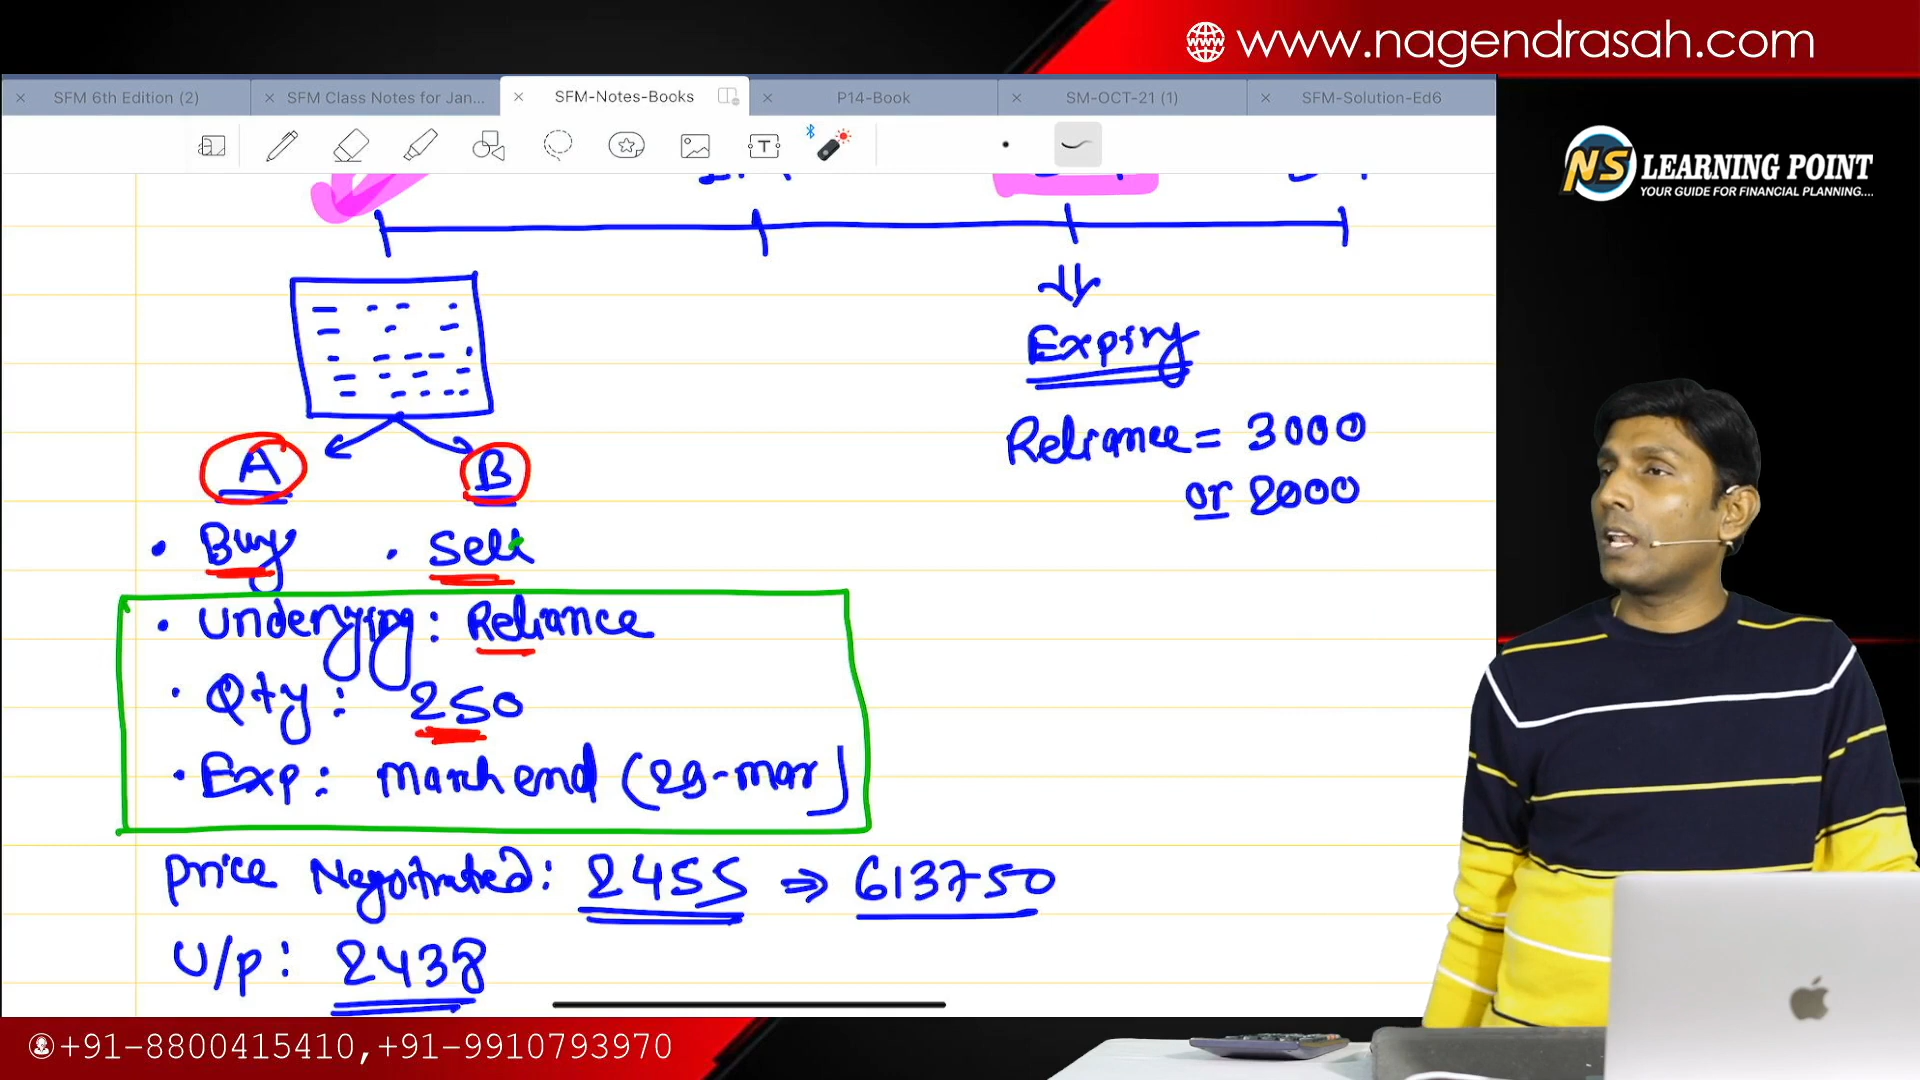 www.nagendrasah.com
SFM 6th Edition (2)
SFM Class Notes for Jan...
SFM-Notes-Books
P14-Book
SM-OCT-21 (1)
SFM-Solution-Ed6
NS LEARNING POINT
YOUR GUIDE FOR FINANCIAL PLANNING....
Expiry
Reliance = 3000
or 2000
A B
• Buy • Sell
• Underlying: Reliance
• Qty: 250
• Exp: March end (29-mar)
Price Negotiated: 2455 ⇒ 613750
U/p: 2438
+91-8800415410,+91-9910793970